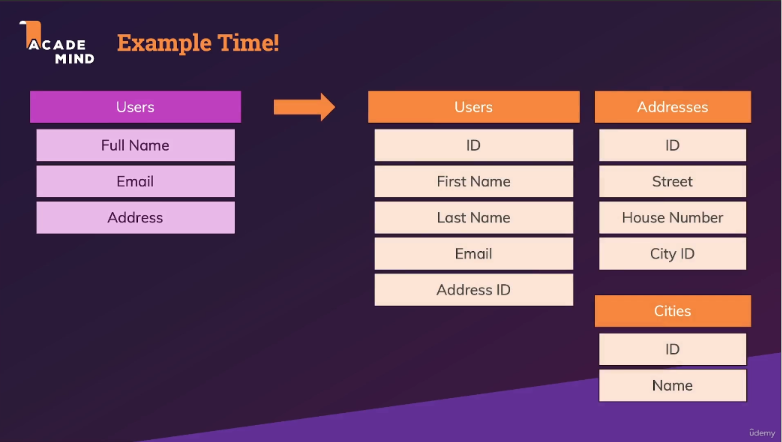 ACADE
MIND
Example Time!
Users
Full Name
Email
Address
Users
ID
First Name
Last Name
Email
Address ID
Addresses
ID
Street
House Number
City ID
Cities
ID
Name
ûdemy